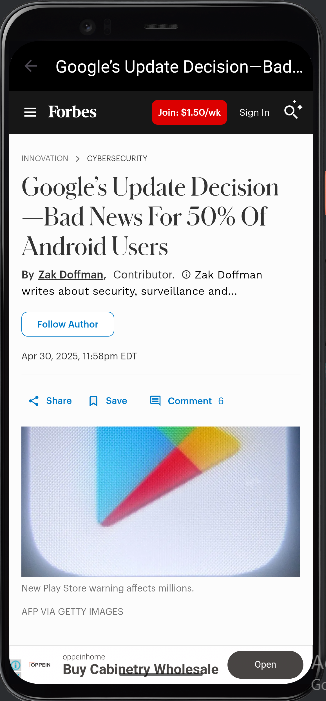 Google's Update Decision—Bad...
Forbes
Join: $1.50/wk
Sign In
INNOVATION > CYBERSECURITY
Google's Update Decision
—Bad News For 50% Of
Android Users
By Zak Doffman, Contributor. ⓘ Zak Doffman
writes about security, surveillance and...
Follow Author
Apr 30, 2025, 11:58pm EDT
Share
Save
Comment 6
New Play Store warning affects millions.
AFP VIA GETTY IMAGES
OPPEIN
oppeinhome
Buy Cabinetry Wholesale
Open